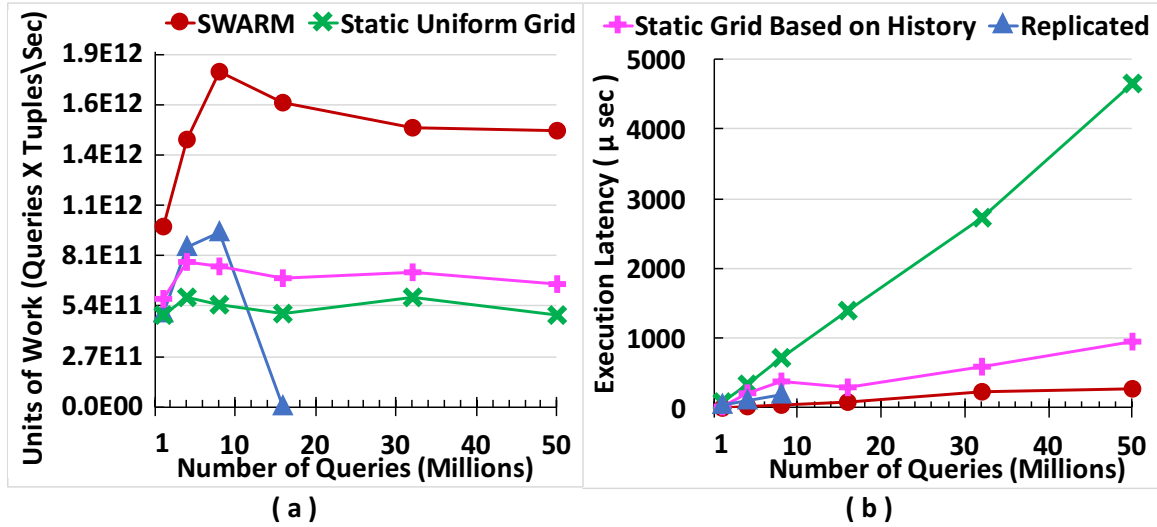 SWARM Static Uniform Grid
Static Grid Based on History Replicated
Units of Work (Queries X Tuples\Sec)
1.9E12
1.6E12
1.4E12
1.1E12
8.1E11
5.4E11
2.7E11
0.0E00
1 10 20 30 40 50
Number of Queries (Millions)
( a )
Execution Latency ( µ sec )
5000
4000
3000
2000
1000
0
1 10 20 30 40 50
Number of Queries (Millions)
( b )